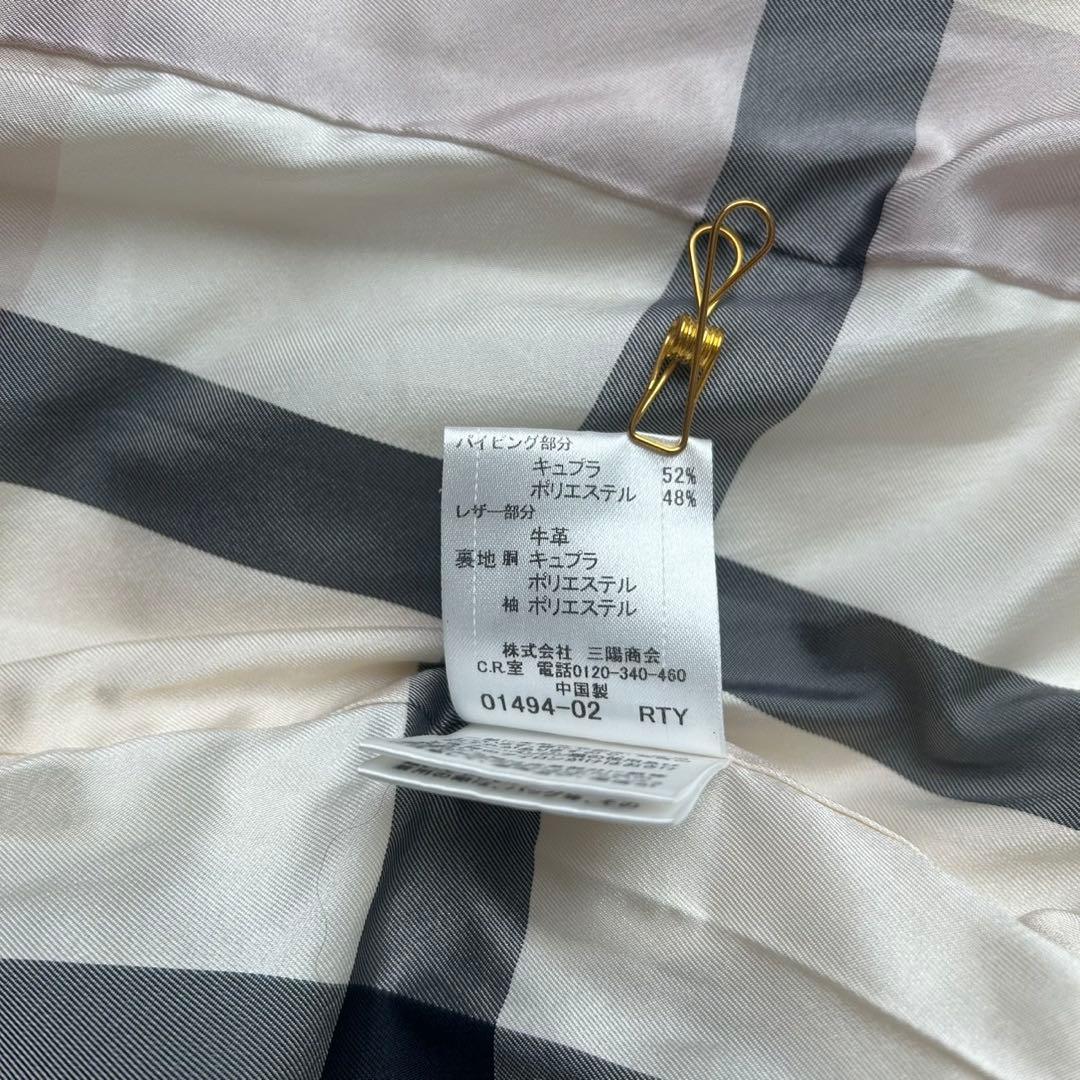 パイピング部分
キュプラ 52%
ポリエステル 48%
レザー部分
牛革
裏地 胴 キュプラ
ポリエステル
袖 ポリエステル
株式会社 三陽商会
C.R.室 電話0120-340-460
中国製
01494-02 RTY